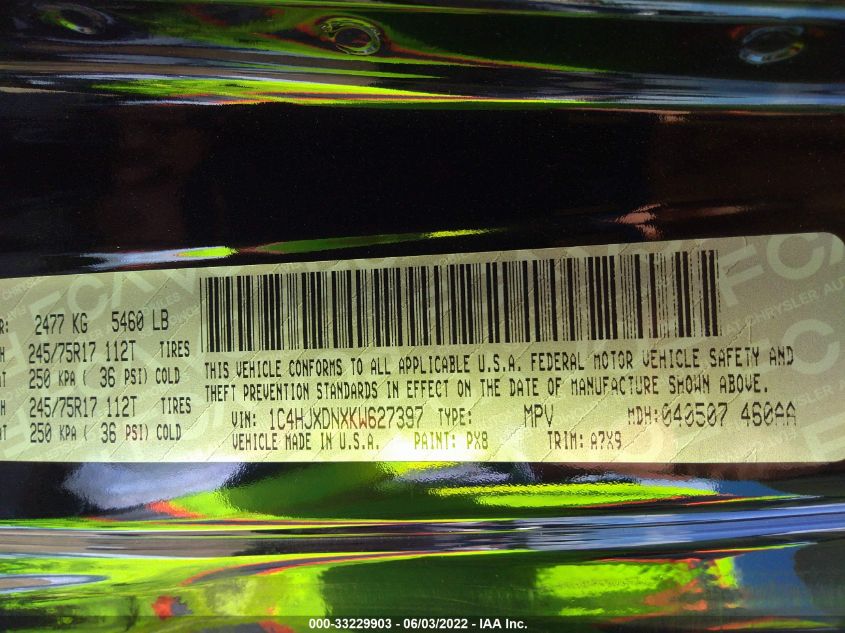 R: 2477 KG 5460 LB
H 245/75R17 112T TIRES
AT 250 KPA ( 36 PSI) COLD
H 245/75R17 112T TIRES
AT 250 KPA ( 36 PSI) COLD
THIS VEHICLE CONFORMS TO ALL APPLICABLE U.S.A. FEDERAL MOTOR VEHICLE SAFETY AND
THEFT PREVENTION STANDARDS IN EFFECT ON THE DATE OF MANUFACTURE SHOWN ABOVE.
VIN: 1C4HJXDNXKW627397 TYPE: MPV MDH: 040507 460AA
VEHICLE MADE IN U.S.A. PAINT: PX8 TRIM: A7X9
000-33229903 - 06/03/2022 - IAA Inc.